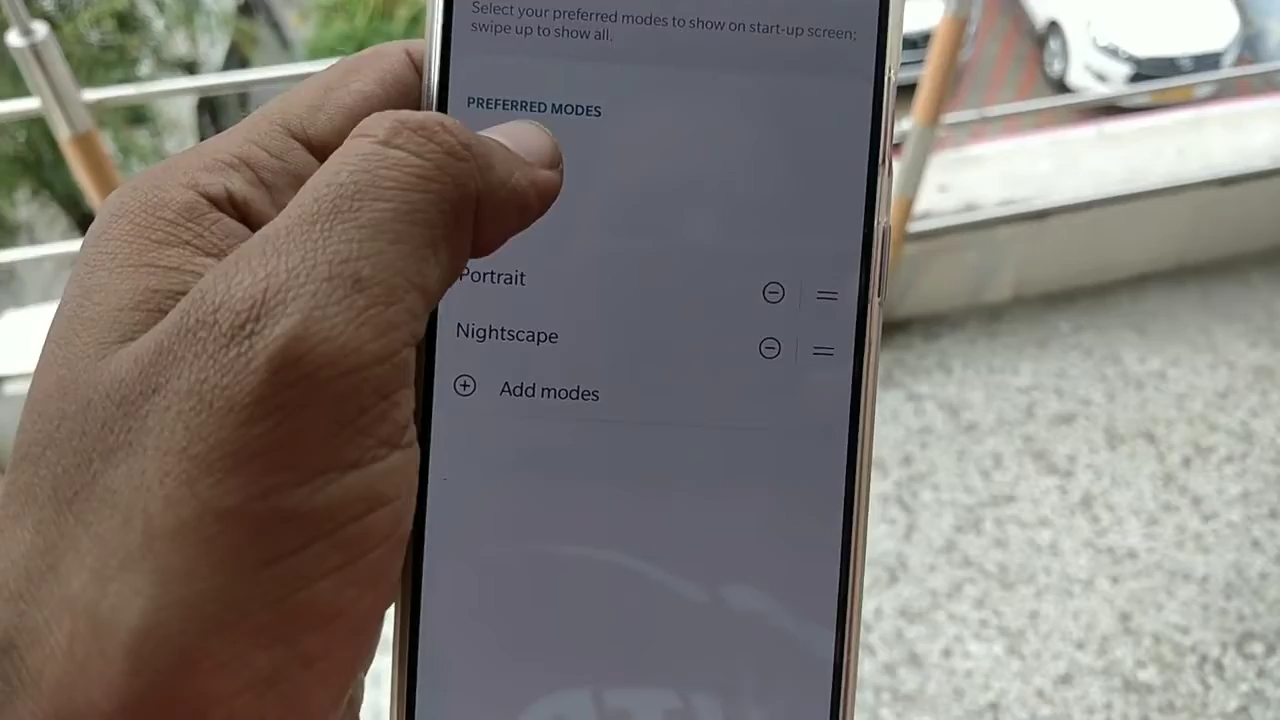 Select your preferred modes to show on start-up screen;
swipe up to show all.
PREFERRED MODES
Portrait
Nightscape
Add modes